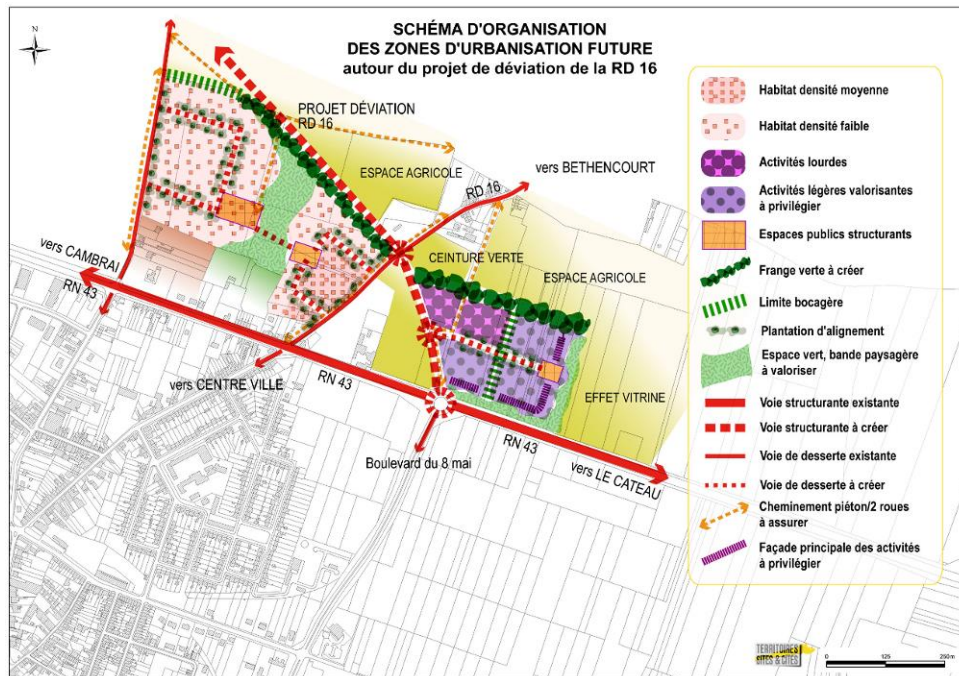 SCHÉMA D'ORGANISATION
DES ZONES D'URBANISATION FUTURE
autour du projet de déviation de la RD 16
N
PROJET DÉVIATION
RD 16
ESPACE AGRICOLE
vers BETHENCOURT
RD 16
CEINTURE VERTE
ESPACE AGRICOLE
vers CAMBRAI
RN 43
vers CENTRE VILLE
RN 43
EFFET VITRINE
RN 43
Boulevard du 8 mai
vers LE CATEAU
Habitat densité moyenne
Habitat densité faible
Activités lourdes
Activités légères valorisantes
à privilégier
Espaces publics structurants
Frange verte à créer
Limite bocagère
Plantation d'alignement
Espace vert, bande paysagère
à valoriser
Voie structurante existante
Voie structurante à créer
Voie de desserte existante
Voie de desserte à créer
Cheminement piéton/2 roues
à assurer
Façade principale des activités
à privilégier
TERRITOIRES
SITES & CITÉS
0 125 250m